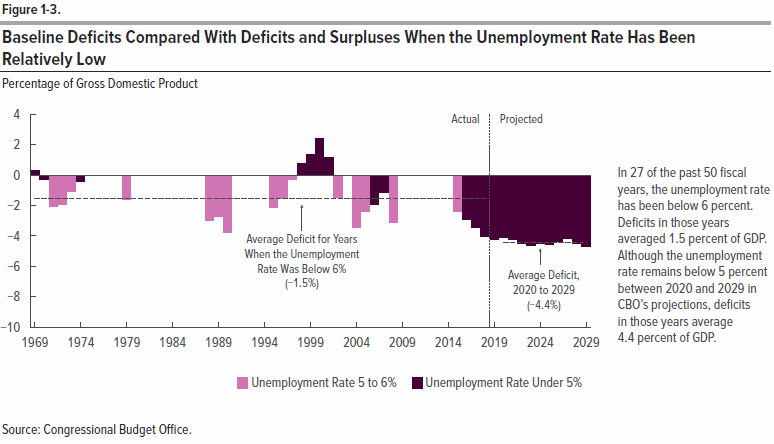 Figure 1-3.
Baseline Deficits Compared With Deficits and Surpluses When the Unemployment Rate Has Been
Relatively Low
Percentage of Gross Domestic Product
4
2
0
−2
−4
−6
−8
−10
Actual
Projected
Average Deficit for Years
When the Unemployment
Rate Was Below 6%
(−1.5%)
Average Deficit,
2020 to 2029
(−4.4%)
1969 1974 1979 1984 1989 1994 1999 2004 2009 2014 2019 2024 2029
Unemployment Rate 5 to 6% Unemployment Rate Under 5%
In 27 of the past 50 fiscal
years, the unemployment rate
has been below 6 percent.
Deficits in those years
averaged 1.5 percent of GDP.
Although the unemployment
rate remains below 5 percent
between 2020 and 2029 in
CBO's projections, deficits
in those years average
4.4 percent of GDP.
Source: Congressional Budget Office.